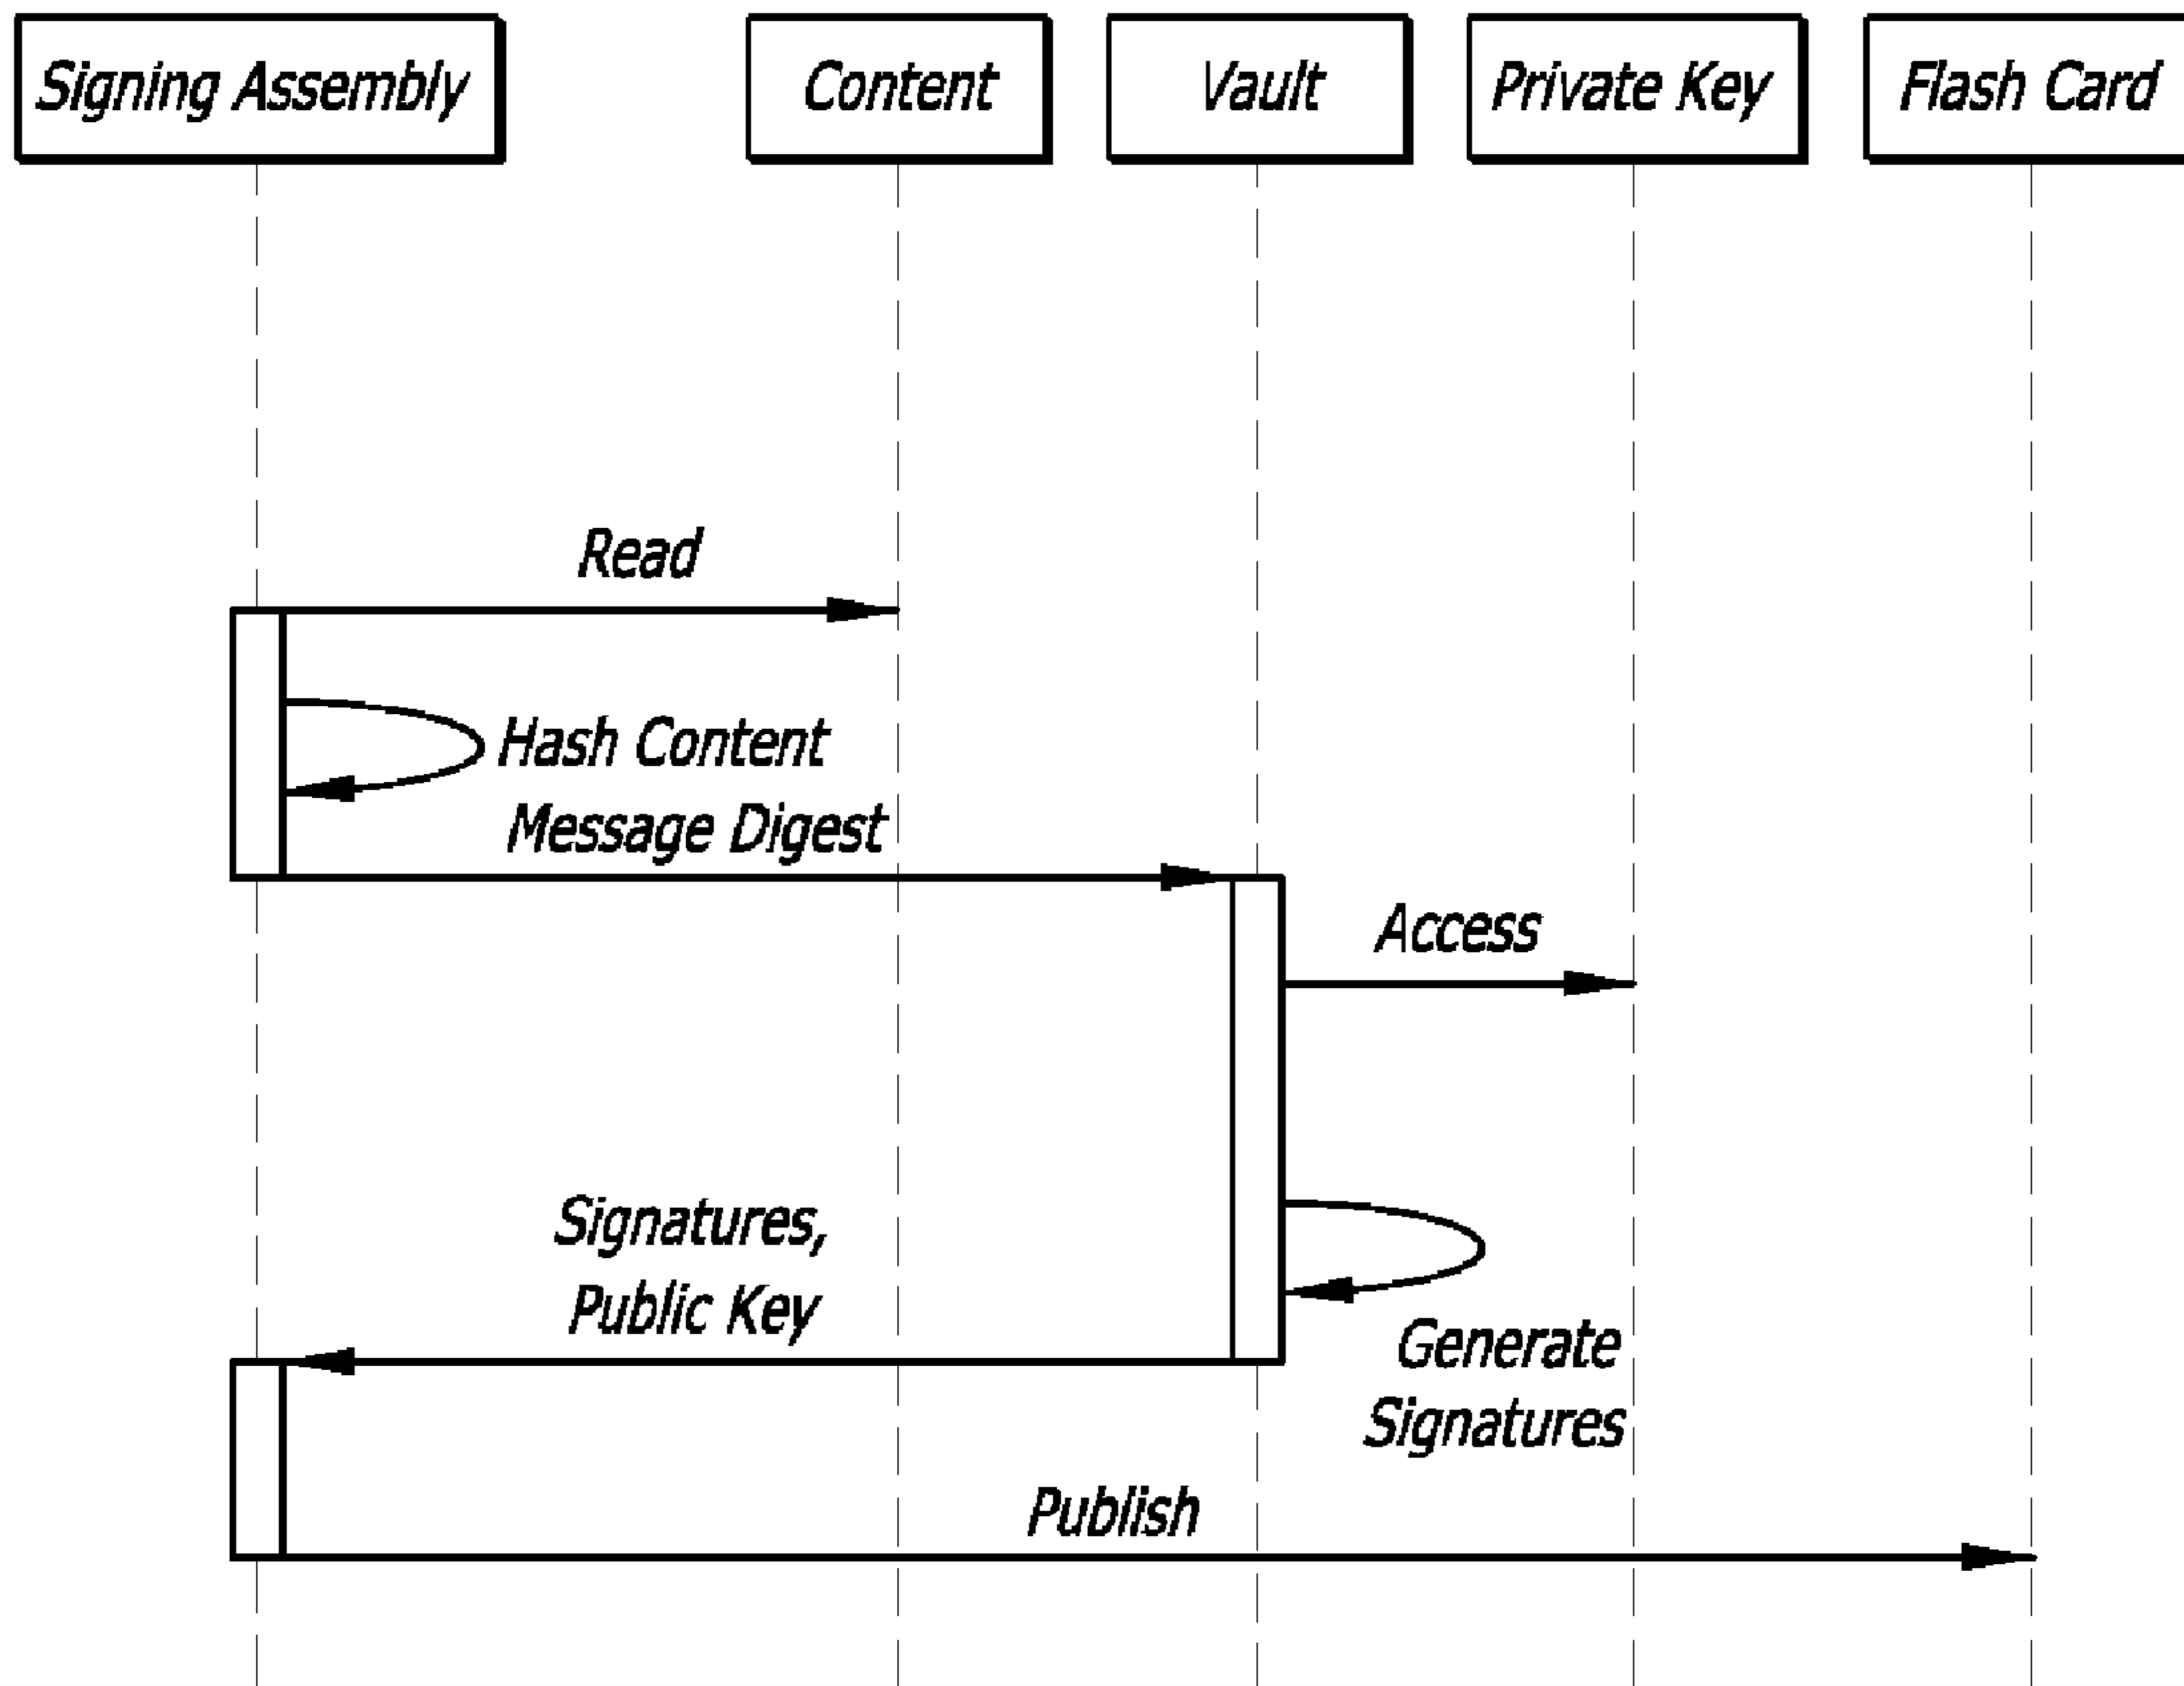 Signing Assembly
Content
Vault
Private Key
Flash Card
Read
Hash Content
Message Digest
Access
Signatures,
Public Key
Generate
Signatures
Publish